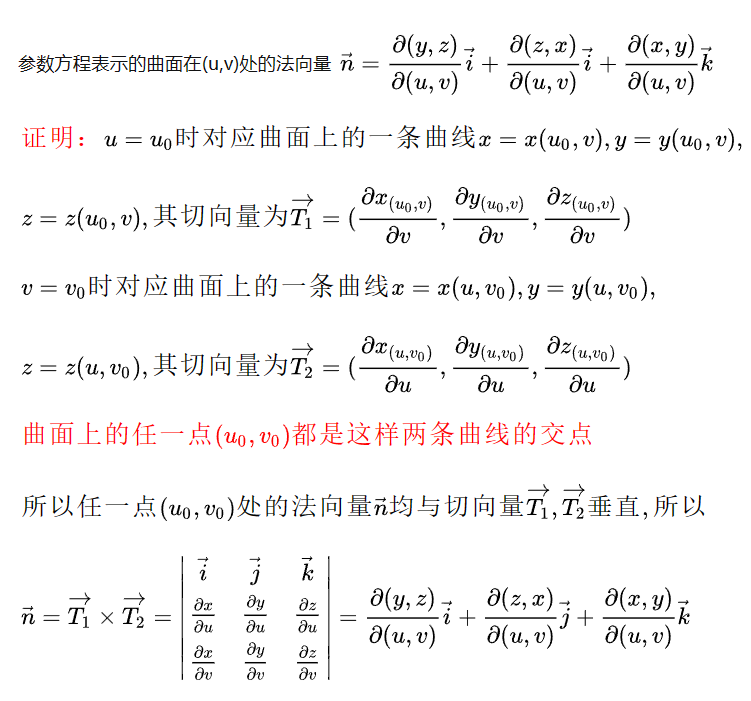 参数方程表示的曲面在(u,v)处的法向量 $\vec{n}=\frac{\partial(y,z)}{\partial(u,v)}\vec{i}+\frac{\partial(z,x)}{\partial(u,v)}\vec{i}+\frac{\partial(x,y)}{\partial(u,v)}\vec{k}$
证明：$u=u_0$时对应曲面上的一条曲线$x=x(u_0,v),y=y(u_0,v),$
$z=z(u_0,v),$其切向量为$\overrightarrow{T_1}=(\frac{\partial x_{(u_0,v)}}{\partial v},\frac{\partial y_{(u_0,v)}}{\partial v},\frac{\partial z_{(u_0,v)}}{\partial v})$
$v=v_0$时对应曲面上的一条曲线$x=x(u,v_0),y=y(u,v_0),$
$z=z(u,v_0),$其切向量为$\overrightarrow{T_2}=(\frac{\partial x_{(u,v_0)}}{\partial u},\frac{\partial y_{(u,v_0)}}{\partial u},\frac{\partial z_{(u,v_0)}}{\partial u})$
曲面上的任一点$(u_0,v_0)$都是这样两条曲线的交点
所以任一点$(u_0,v_0)$处的法向量$\vec{n}$均与切向量$\overrightarrow{T_1},\overrightarrow{T_2}$垂直,所以
$\vec{n}=\overrightarrow{T_1}\times\overrightarrow{T_2}=\begin{vmatrix}\vec{i}&\vec{j}&\vec{k}\\\frac{\partial x}{\partial u}&\frac{\partial y}{\partial u}&\frac{\partial z}{\partial u}\\\frac{\partial x}{\partial v}&\frac{\partial y}{\partial v}&\frac{\partial z}{\partial v}\end{vmatrix}=\frac{\partial(y,z)}{\partial(u,v)}\vec{i}+\frac{\partial(z,x)}{\partial(u,v)}\vec{j}+\frac{\partial(x,y)}{\partial(u,v)}\vec{k}$